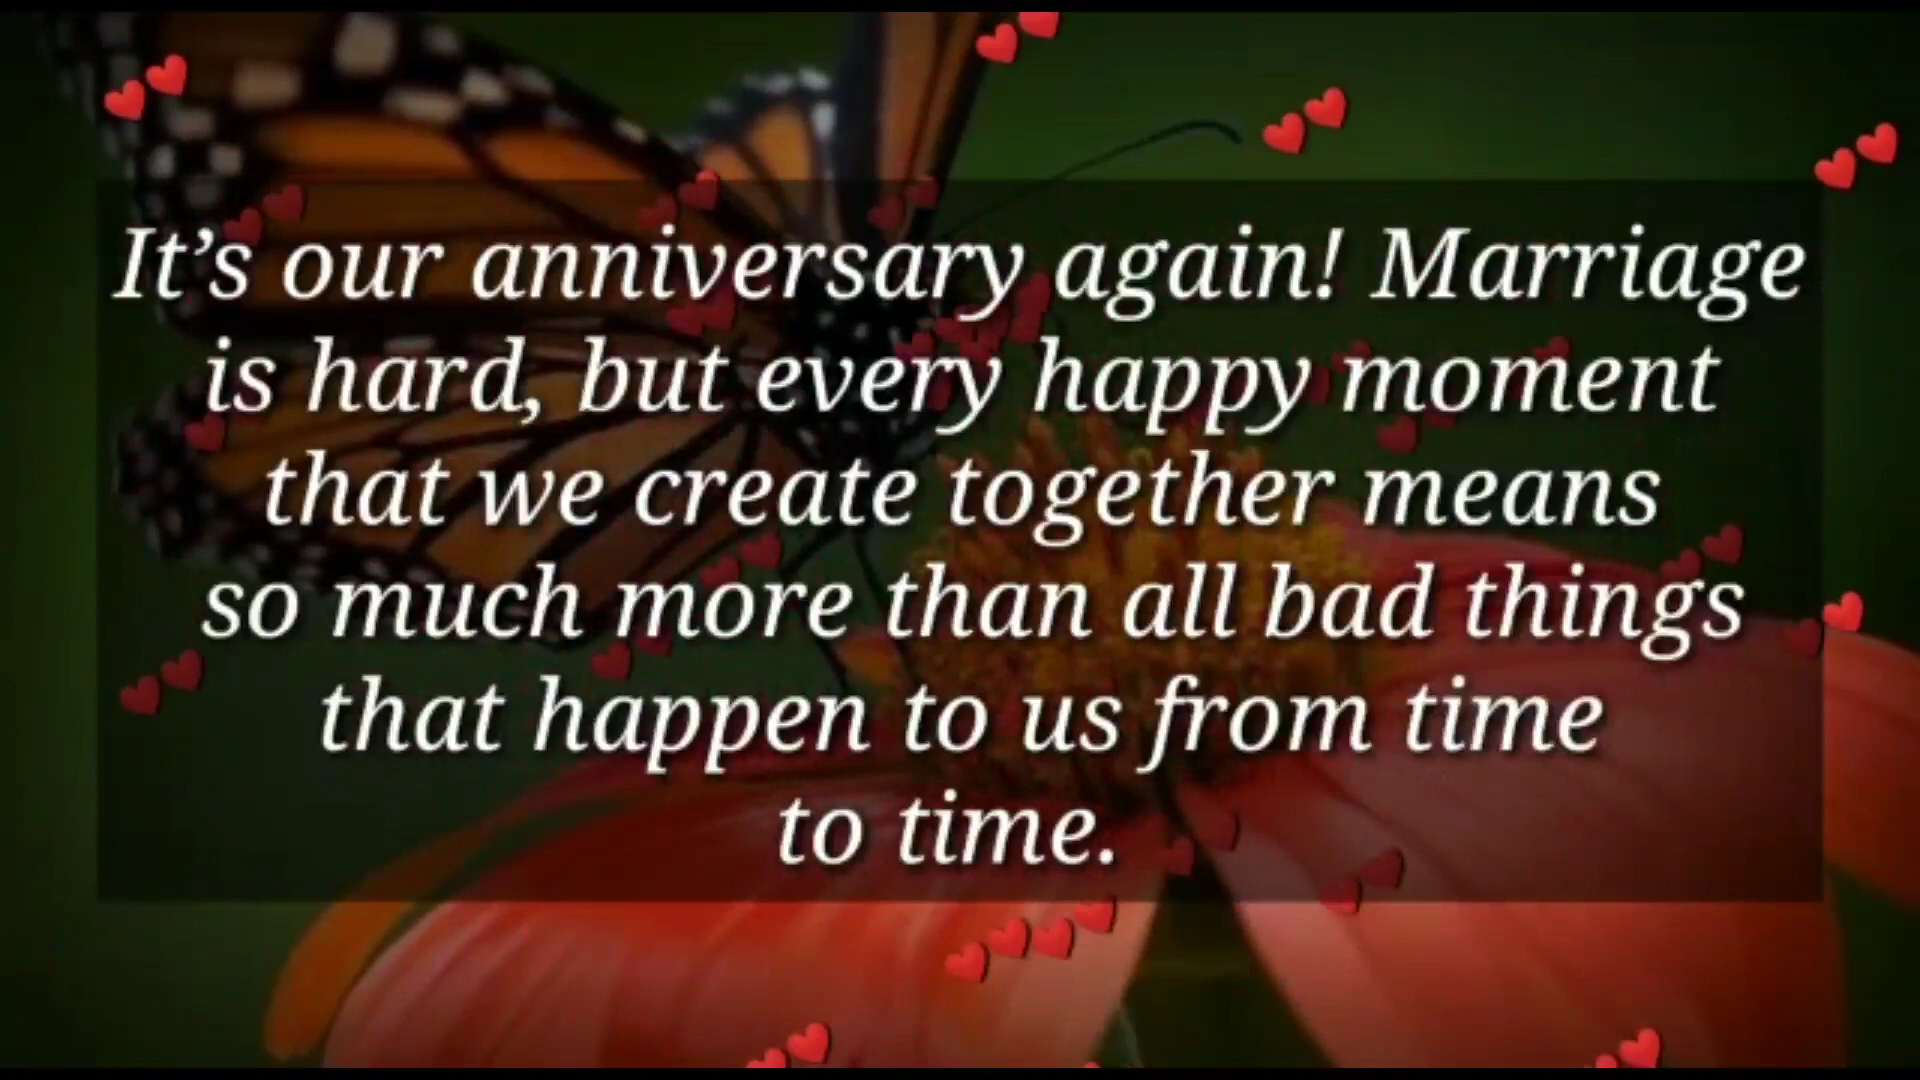 It’s our anniversary again! Marriage
is hard, but every happy moment
that we create together means
so much more than all bad things
that happen to us from time
to time.